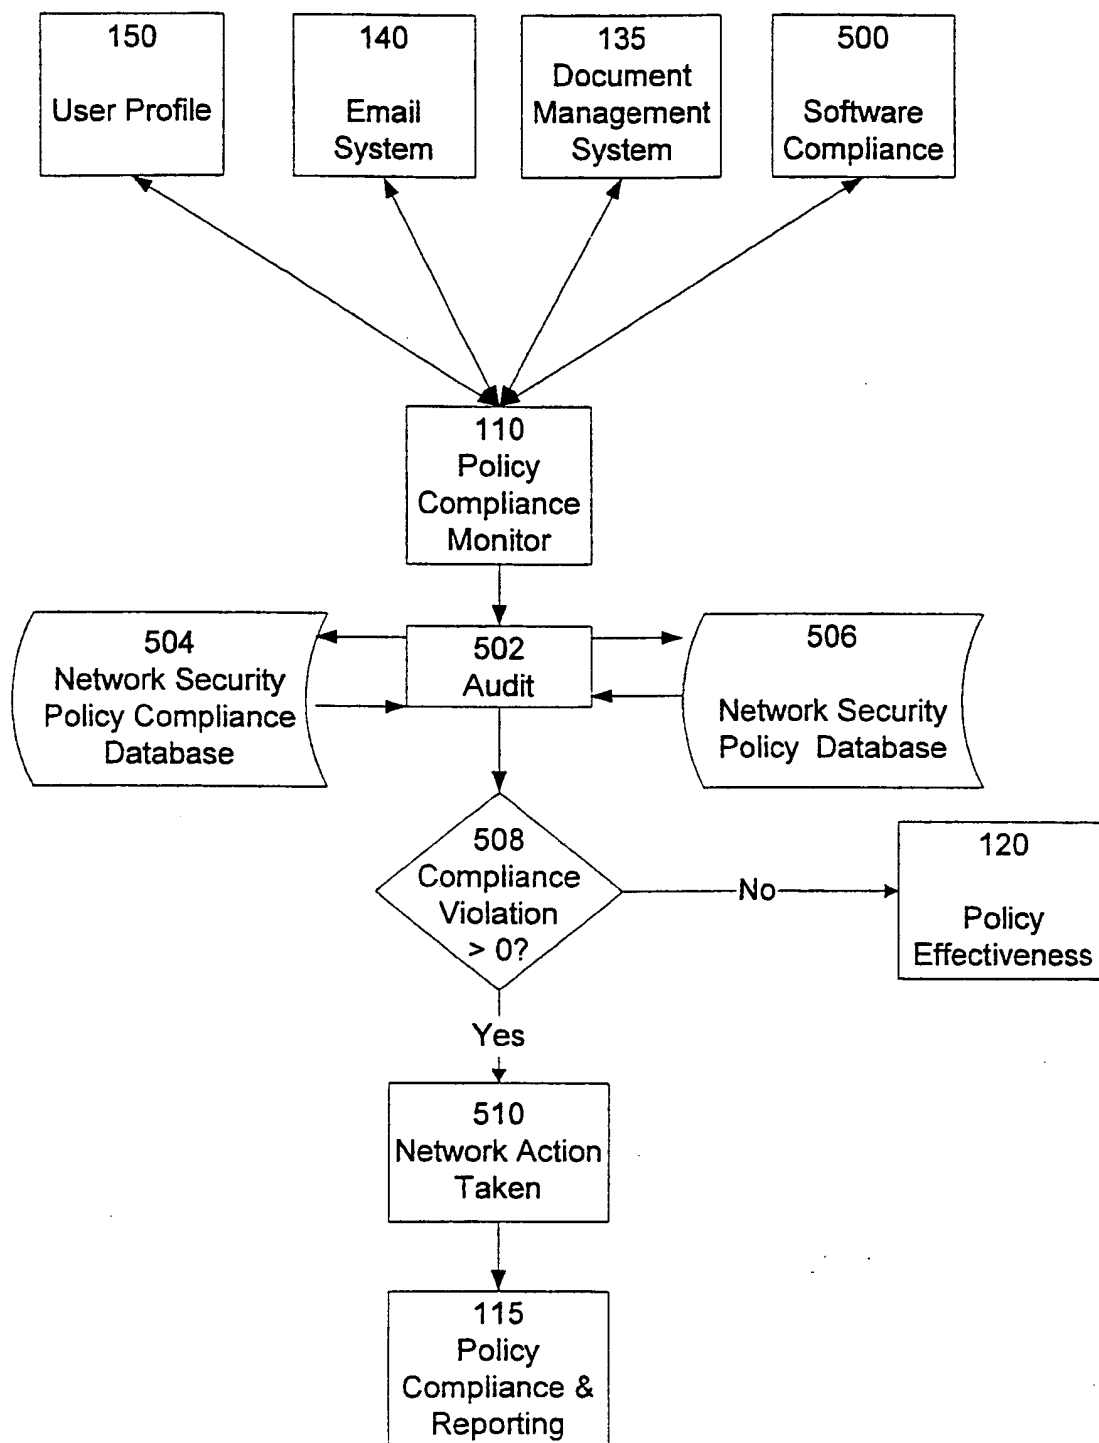 150
User Profile
140
Email
System
135
Document
Management
System
500
Software
Compliance
110
Policy
Compliance
Monitor
504
Network Security
Policy Compliance
Database
502
Audit
506
Network Security
Policy Database
508
Compliance
Violation
> 0?
No
120
Policy
Effectiveness
Yes
510
Network Action
Taken
115
Policy
Compliance &
Reporting